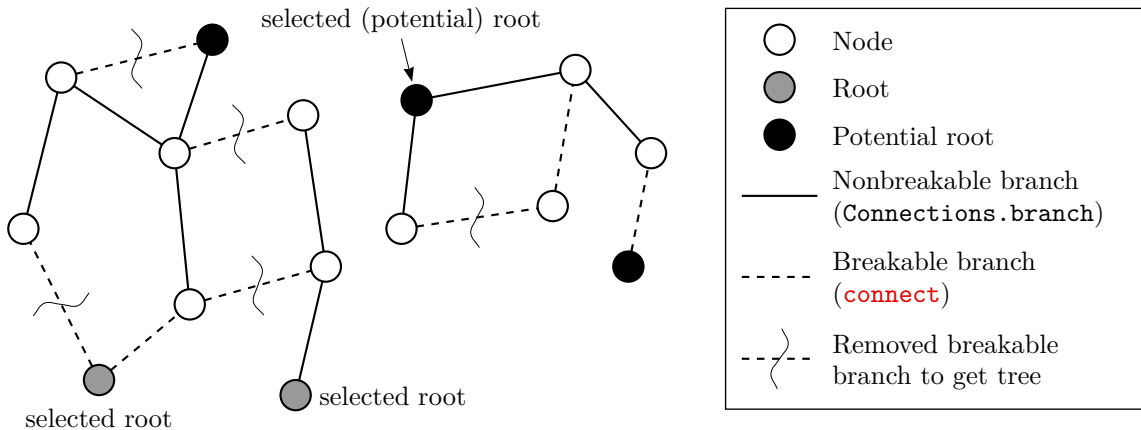 selected (potential) root
selected root
selected root
Node
Root
Potential root
Nonbreakable branch
(Connections.branch)
Breakable branch
(connect)
Removed breakable
branch to get tree